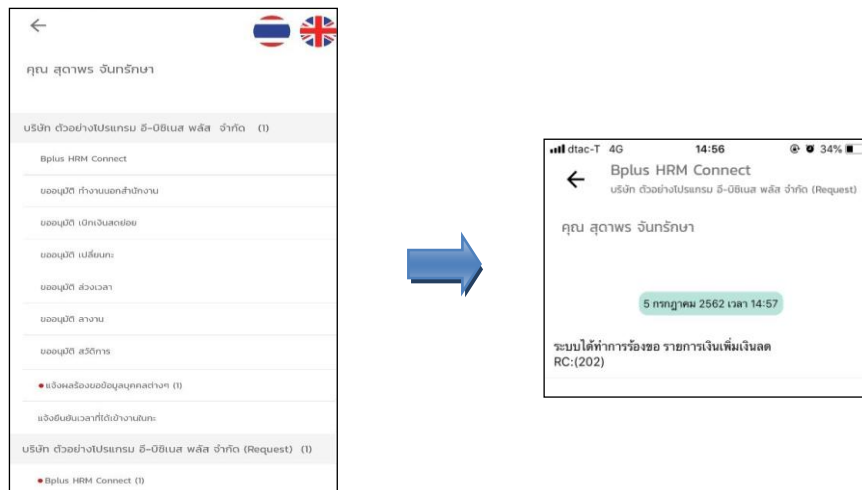 คุณ สุดาพร จันทรักษา
บริษัท ตัวอย่างโปรแกรม อี-บิซิเนส พลัส จำกัด (1)
Bplus HRM Connect
ขออนุมัติ ทำงานนอกสำนักงาน
ขออนุมัติ เบิกเงินสดย่อย
ขออนุมัติ เปลี่ยนกะ
ขออนุมัติ ล่วงเวลา
ขออนุมัติ ลางาน
ขออนุมัติ สวัติการ
แจ้งผลร้องขอข้อมูลบุคคลต่างๆ (1)
แจ้งยืนยันเวลาที่ได้เข้างานในกะ
บริษัท ตัวอย่างโปรแกรม อี-บิซิเนส พลัส จำกัด (Request) (1)
Bplus HRM Connect (1)
dtac-T 4G 14:56 34%
Bplus HRM Connect
บริษัท ตัวอย่างโปรแกรม อี-บิซิเนส พลัส จำกัด (Request)
คุณ สุดาพร จันทรักษา
5 กรกฎาคม 2562 เวลา 14:57
ระบบได้ทำการร้องขอ รายการเงินเพิ่มเงินลด
RC:(202)